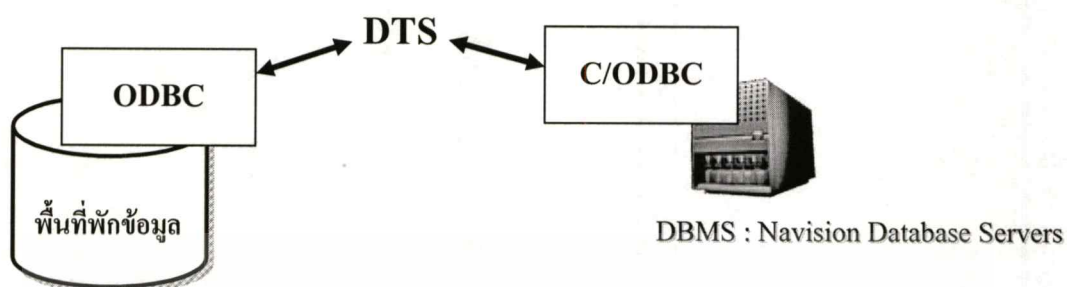 DTS
ODBC
C/ODBC
พื้นที่พักข้อมูล
DBMS : Navision Database Servers